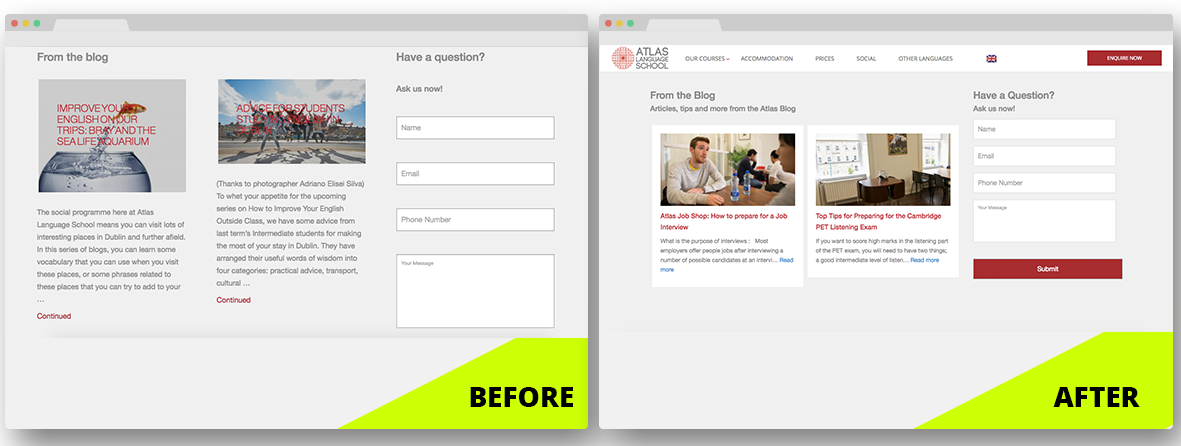 From the blog
Have a question?
Ask us now!
IMPROVE YOUR
ENGLISH ON OUR
TRIPS: BRAY AND THE
SEA LIFE AQUARIUM
ADVICE FOR STUDENTS
The social programme here at Atlas
Language School means you can visit lots of
interesting places in Dublin and further afield.
In this series of blogs, you can learn some
vocabulary that you can use when you visit
these places, or some phrases related to
these places that you can try to add to your
…
Continued
(Thanks to photographer Adriano Elisei Silva)
To whet your appetite for the upcoming
series on How to Improve Your English
Outside Class, we have some advice from
last term's Intermediate students for making
the most of your stay in Dublin. They have
arranged their useful words of wisdom into
four categories: practical advice, transport,
cultural …
Continued
Name
Email
Phone Number
Your Message
BEFORE
ATLAS
LANGUAGE
SCHOOL
OUR COURSES
ACCOMMODATION
PRICES
SOCIAL
OTHER LANGUAGES
ENQUIRE NOW
From the Blog
Articles, tips and more from the Atlas Blog
Atlas Job Shop: How to prepare for a Job
Interview
What is the purpose of interviews : Most
employers offer people jobs after interviewing a
number of possible candidates at an intervi... Read
more
Top Tips for Preparing for the Cambridge
PET Listening Exam
If you want to score high marks in the listening part
of the PET exam, you will need to have two things;
a good intermediate level of listen... Read more
Have a Question?
Ask us now!
Name
Email
Phone Number
Your Message
Submit
AFTER